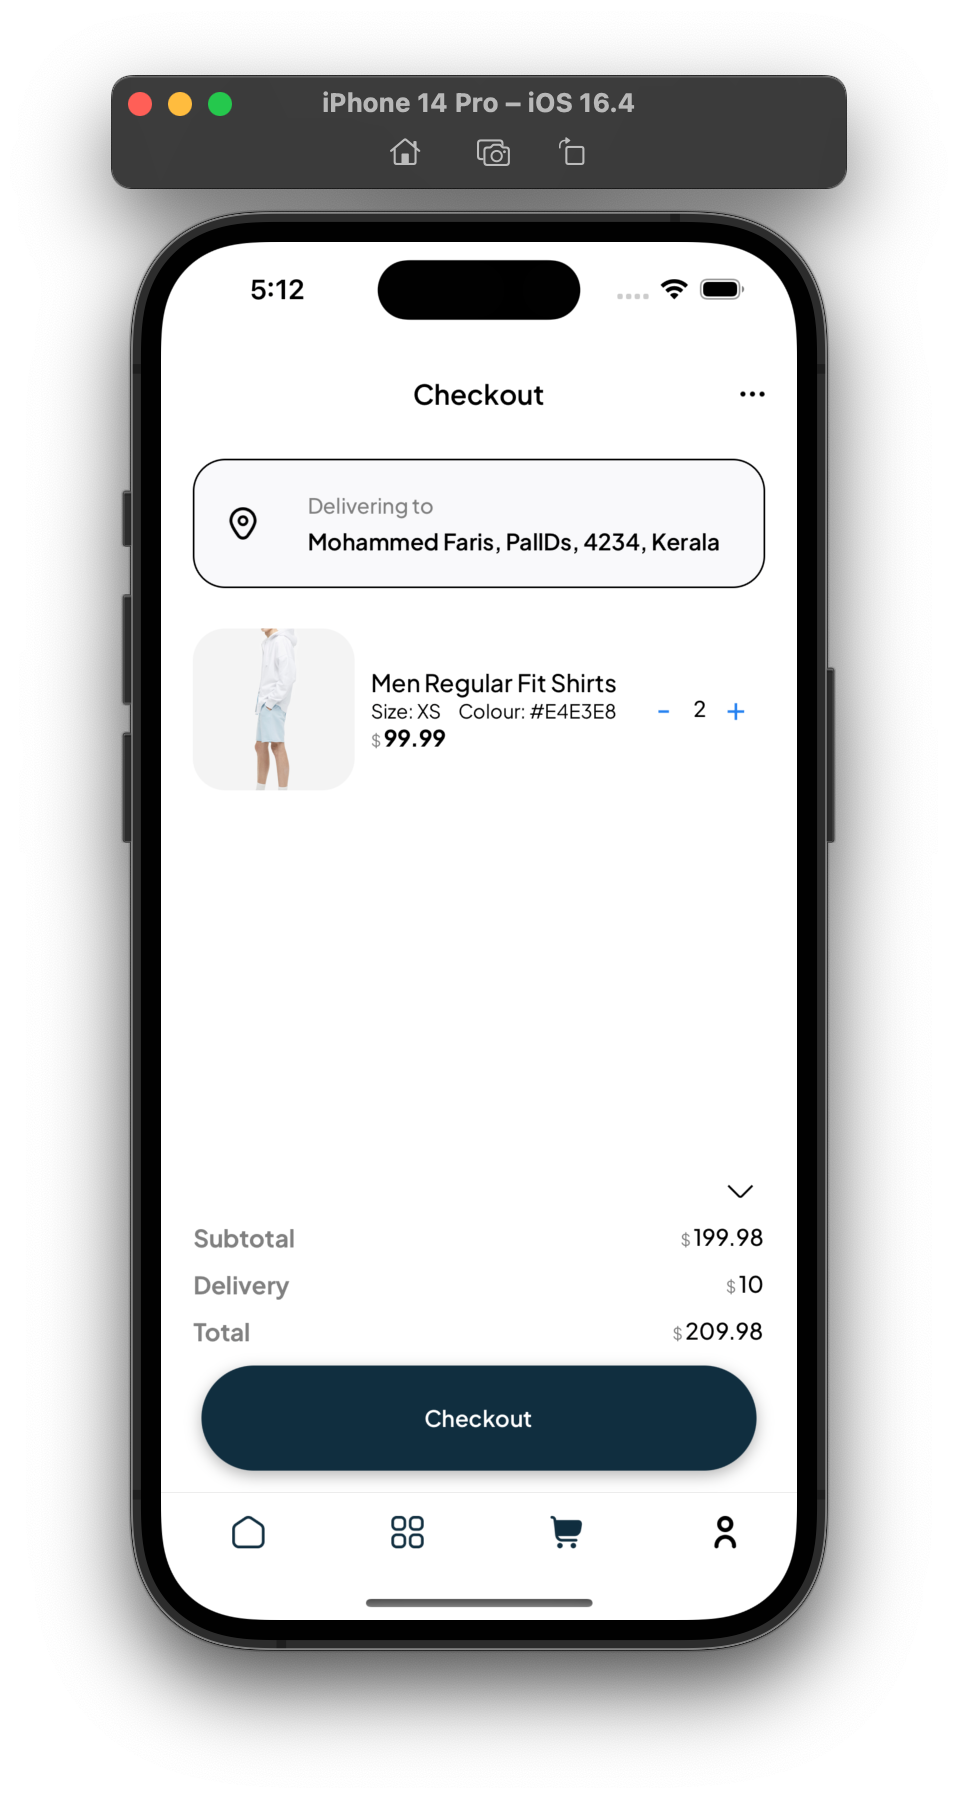 iPhone 14 Pro – iOS 16.4
5:12
Checkout
Delivering to
Mohammed Faris, PallDs, 4234, Kerala
Men Regular Fit Shirts
Size: XS Colour: #E4E3E8
- 2 +
$99.99
Subtotal $199.98
Delivery $10
Total $209.98
Checkout